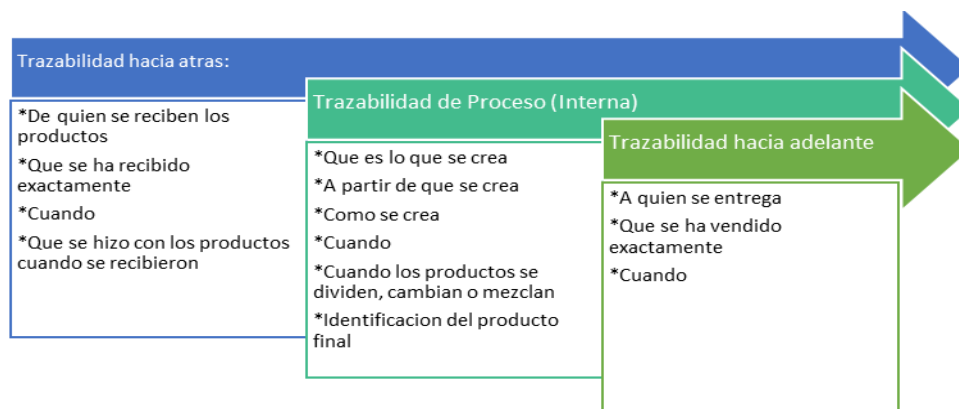 Trazabilidad hacia atras:
*De quien se reciben los
productos
*Que se ha recibido
exactamente
*Cuando
*Que se hizo con los productos
cuando se recibieron
Trazabilidad de Proceso (Interna)
*Que es lo que se crea
*A partir de que se crea
*Como se crea
*Cuando
*Cuando los productos se
dividen, cambian o mezclan
*Identificacion del producto
final
Trazabilidad hacia adelante
*A quien se entrega
*Que se ha vendido
exactamente
*Cuando